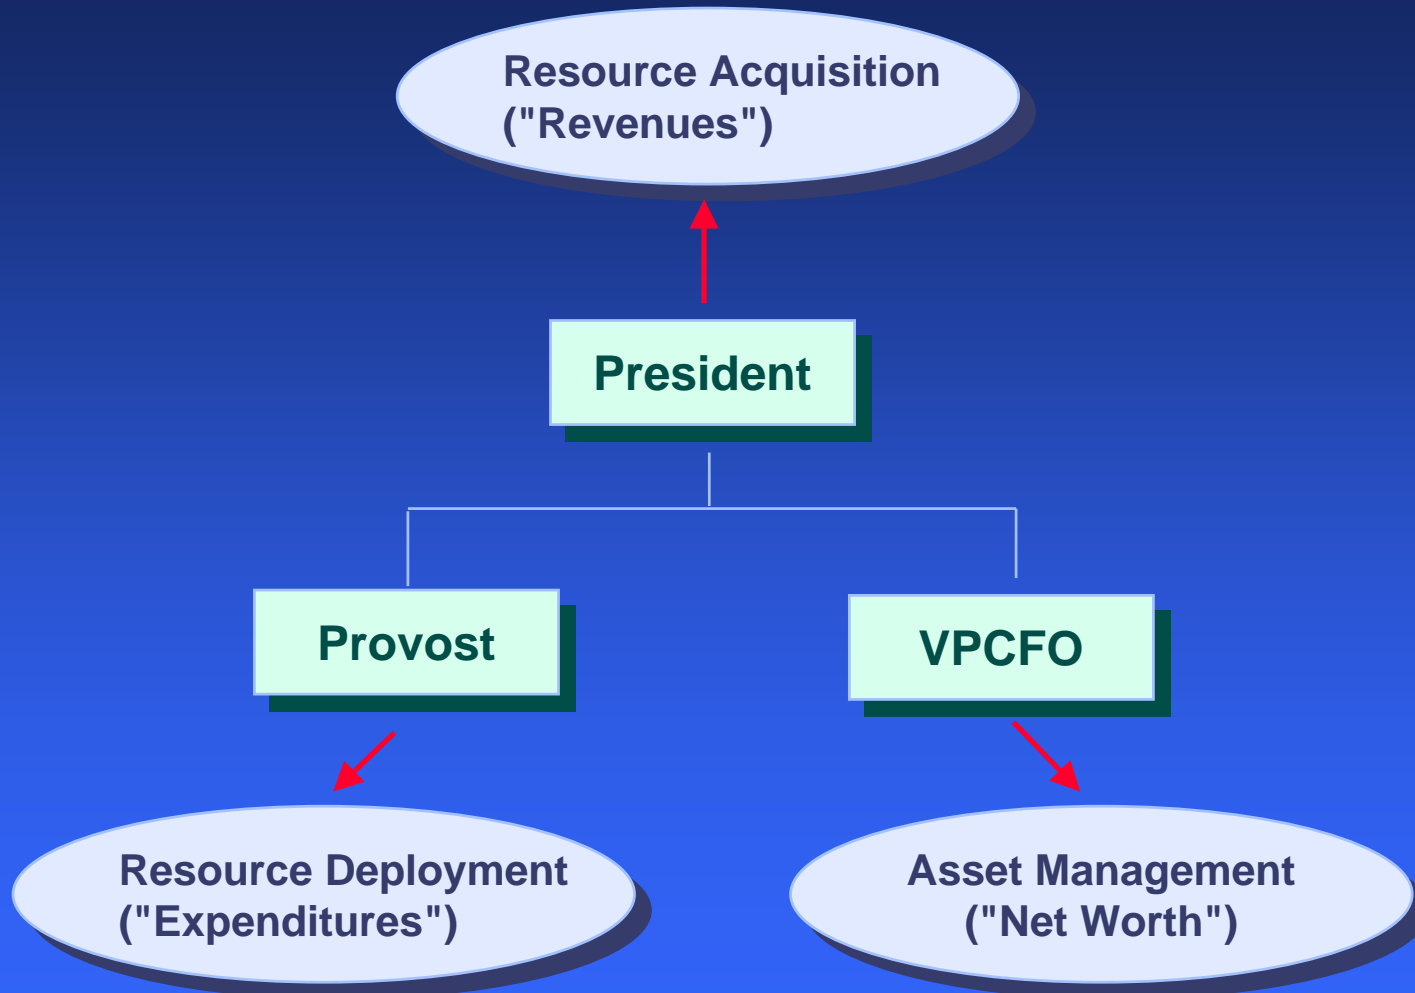 Resource Acquisition
("Revenues")
President
Provost
VPCFO
Resource Deployment
("Expenditures")
Asset Management
("Net Worth")